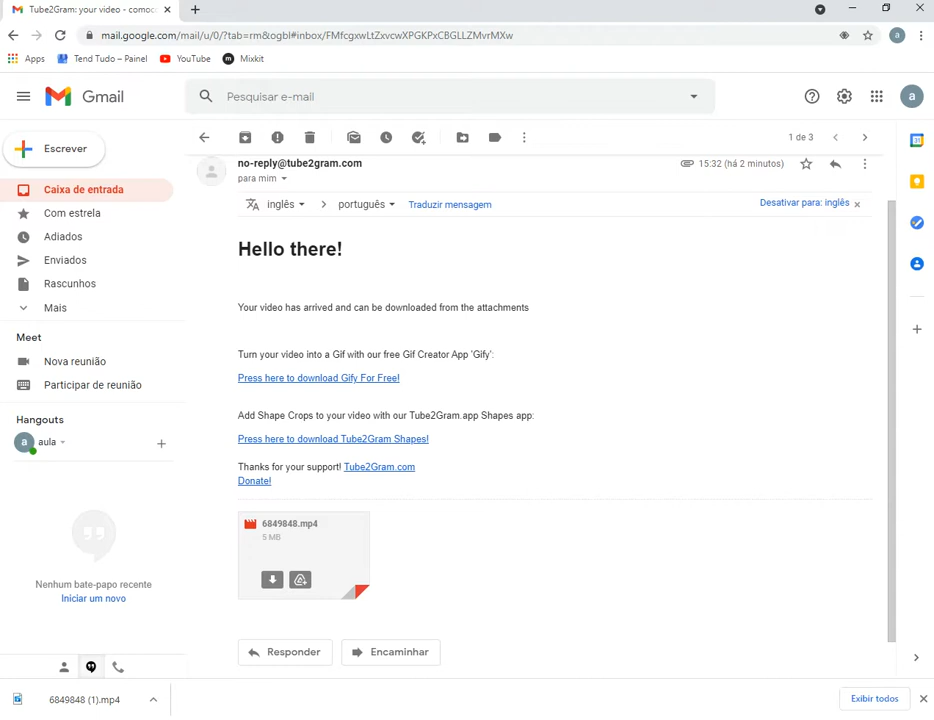 Tube2Gram: your video - como
mail.google.com/mail/u/0/?tab=rm&ogbl#inbox/FMfcgxwLtZxvcwXPGKPxCBGLLZMvrMXw
a
Apps
Tend Tudo – Painel
YouTube
Mixkit
Gmail
Pesquisar e-mail
a
Escrever
1 de 3
31
no-reply@tube2gram.com
15:32 (há 2 minutos)
para mim
Caixa de entrada
Com estrela
Adiados
Enviados
Rascunhos
Mais
Meet
Nova reunião
Participar de reunião
Hangouts
a
aula
Nenhum bate-papo recente
Iniciar um novo
inglês
português
Traduzir mensagem
Desativar para: inglês
Hello there!
Your video has arrived and can be downloaded from the attachments
Turn your video into a Gif with our free Gif Creator App 'Gify':
Press here to download Gify For Free!
Add Shape Crops to your video with our Tube2Gram.app Shapes app:
Press here to download Tube2Gram Shapes!
Thanks for your support! Tube2Gram.com
Donate!
6849848.mp4
5 MB
Responder
Encaminhar
6849848 (1).mp4
Exibir todos